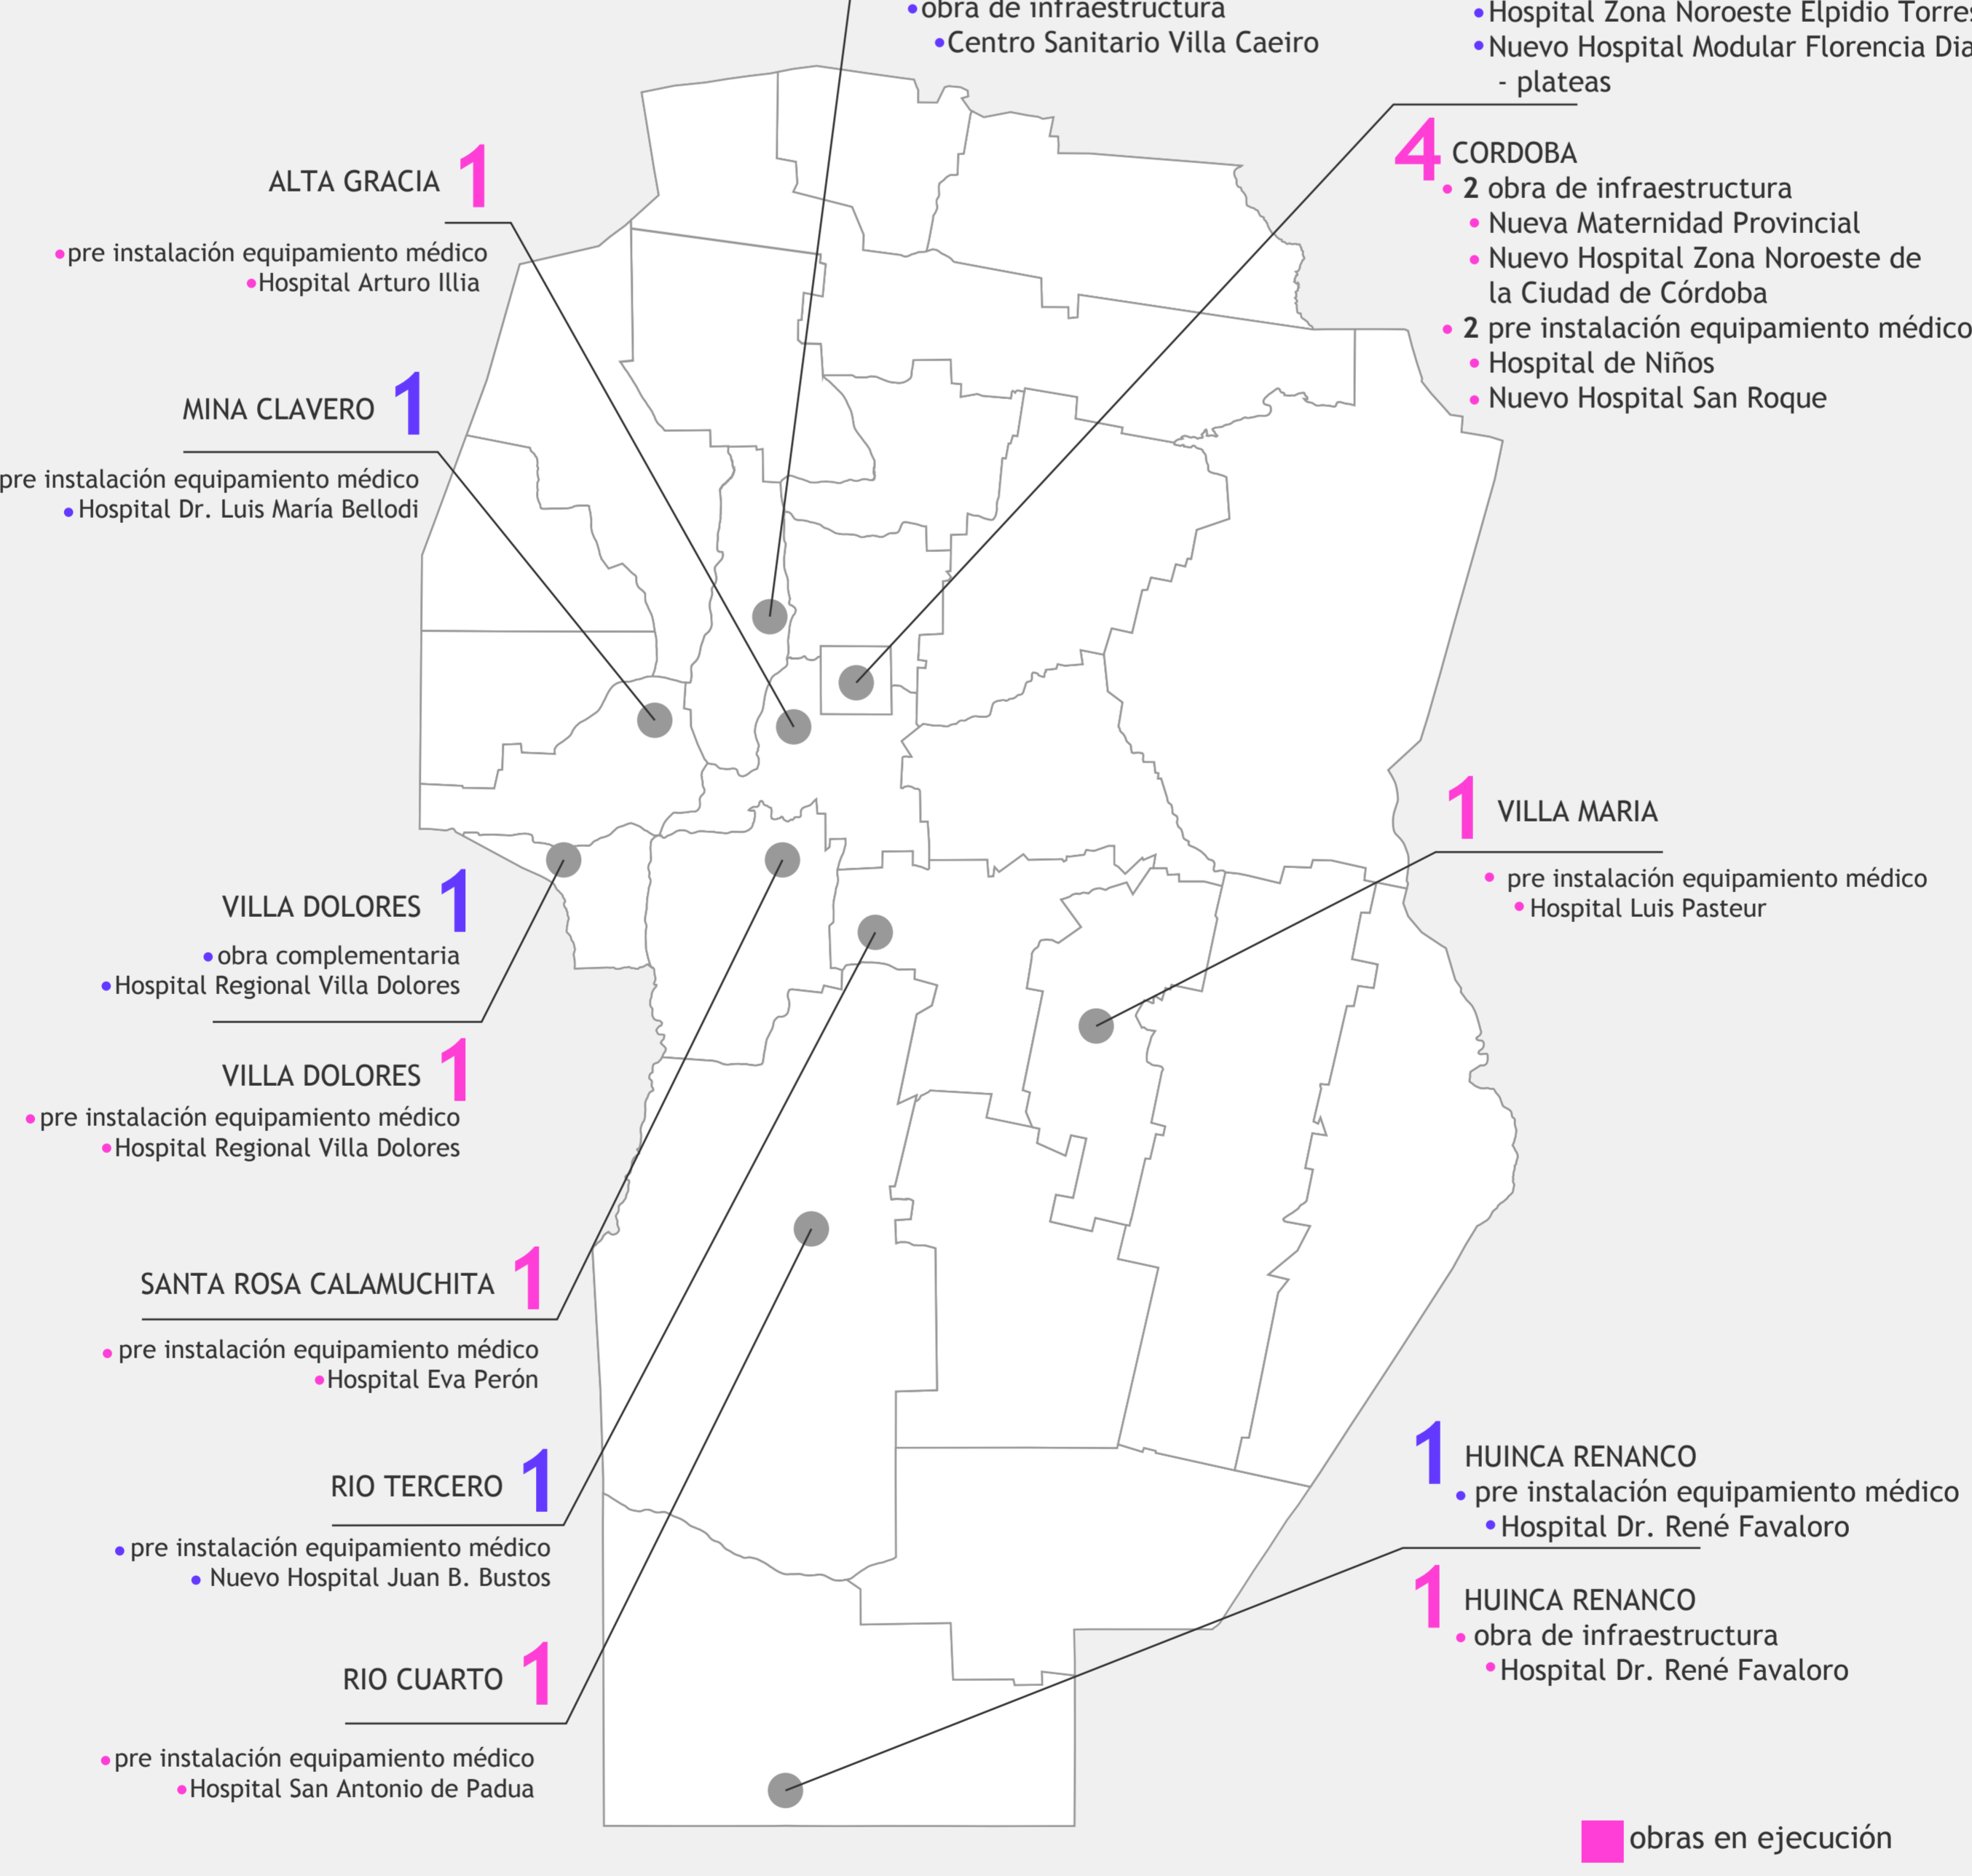 obra de infraestructura
Centro Sanitario Villa Caeiro
Hospital Zona Noroeste Elpidio
Nuevo Hospital Modular Florencia
- plateas
ALTA GRACIA 1
pre instalación equipamiento médico
Hospital Arturo Illia
MINA CLAVERO 1
pre instalación equipamiento médico
Hospital Dr. Luis María Bellodi
VILLA DOLORES 1
obra complementaria
Hospital Regional Villa Dolores
VILLA DOLORES 1
pre instalación equipamiento médico
Hospital Regional Villa Dolores
SANTA ROSA CALAMUCHITA 1
pre instalación equipamiento médico
Hospital Eva Perón
RIO TERCERO 1
pre instalación equipamiento médico
Nuevo Hospital Juan B. Bustos
RIO CUARTO 1
pre instalación equipamiento médico
Hospital San Antonio de Padua
4 CORDOBA
2 obra de infraestructura
Nueva Maternidad Provincial
Nuevo Hospital Zona Noroeste de
la Ciudad de Córdoba
2 pre instalación equipamiento médico
Hospital de Niños
Nuevo Hospital San Roque
1 VILLA MARIA
pre instalación equipamiento médico
Hospital Luis Pasteur
1 HUINCA RENANCO
pre instalación equipamiento médico
Hospital Dr. René Favaloro
1 HUINCA RENANCO
obra de infraestructura
Hospital Dr. René Favaloro
obras en ejecución